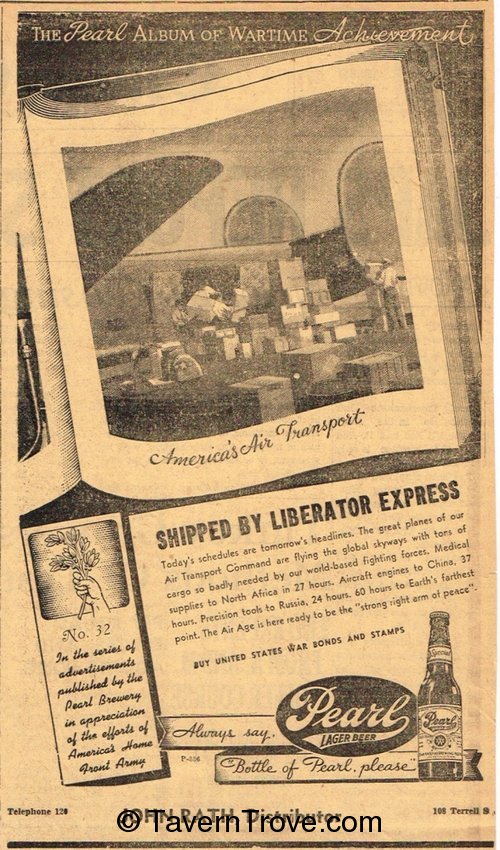 THE Pearl ALBUM OF WARTIME Achievement
America's Air Transport
SHIPPED BY LIBERATOR EXPRESS
Today's schedules are tomorrow's headlines. The great planes of our
Air Transport Command are flying the global skyways with tons of
cargo so badly needed by our world-based fighting forces. Medical
supplies to North Africa in 27 hours. Aircraft engines to China, 37
hours. Precision tools to Russia, 24 hours. 60 hours to Earth's farthest
point. The Air Age is here ready to be the "strong right arm of peace".
BUY UNITED STATES WAR BONDS AND STAMPS
No. 32
In the series of
advertisements
published by the
Pearl Brewery
in appreciation
of the efforts of
America's Home
Front Army
Always say.
Pearl
LAGER BEER
"Bottle of Pearl, please"
Special
Pearl
Telephone 120
JOHN RATH Distributor
108 Terrell
© TavernTrove.com